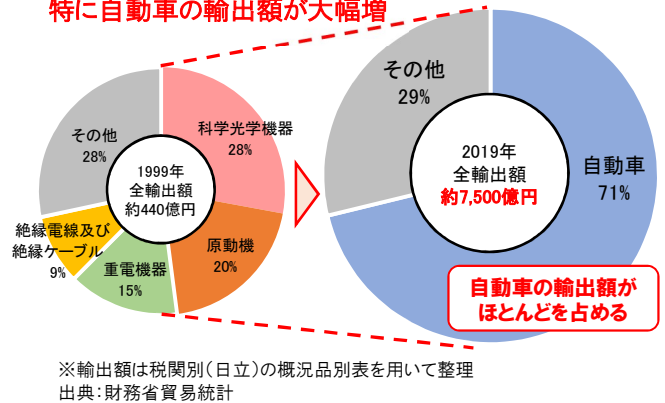 特に自動車の輸出額が大幅増
その他
28%
科学光学機器
28%
1999年
全輸出額
約440億円
絶縁電線及び
絶縁ケーブル
9%
重電機器
15%
原動機
20%
その他
29%
2019年
全輸出額
約7,500億円
自動車
71%
自動車の輸出額が
ほとんどを占める
※輸出額は税関別(日立)の概況品別表を用いて整理
出典:財務省貿易統計